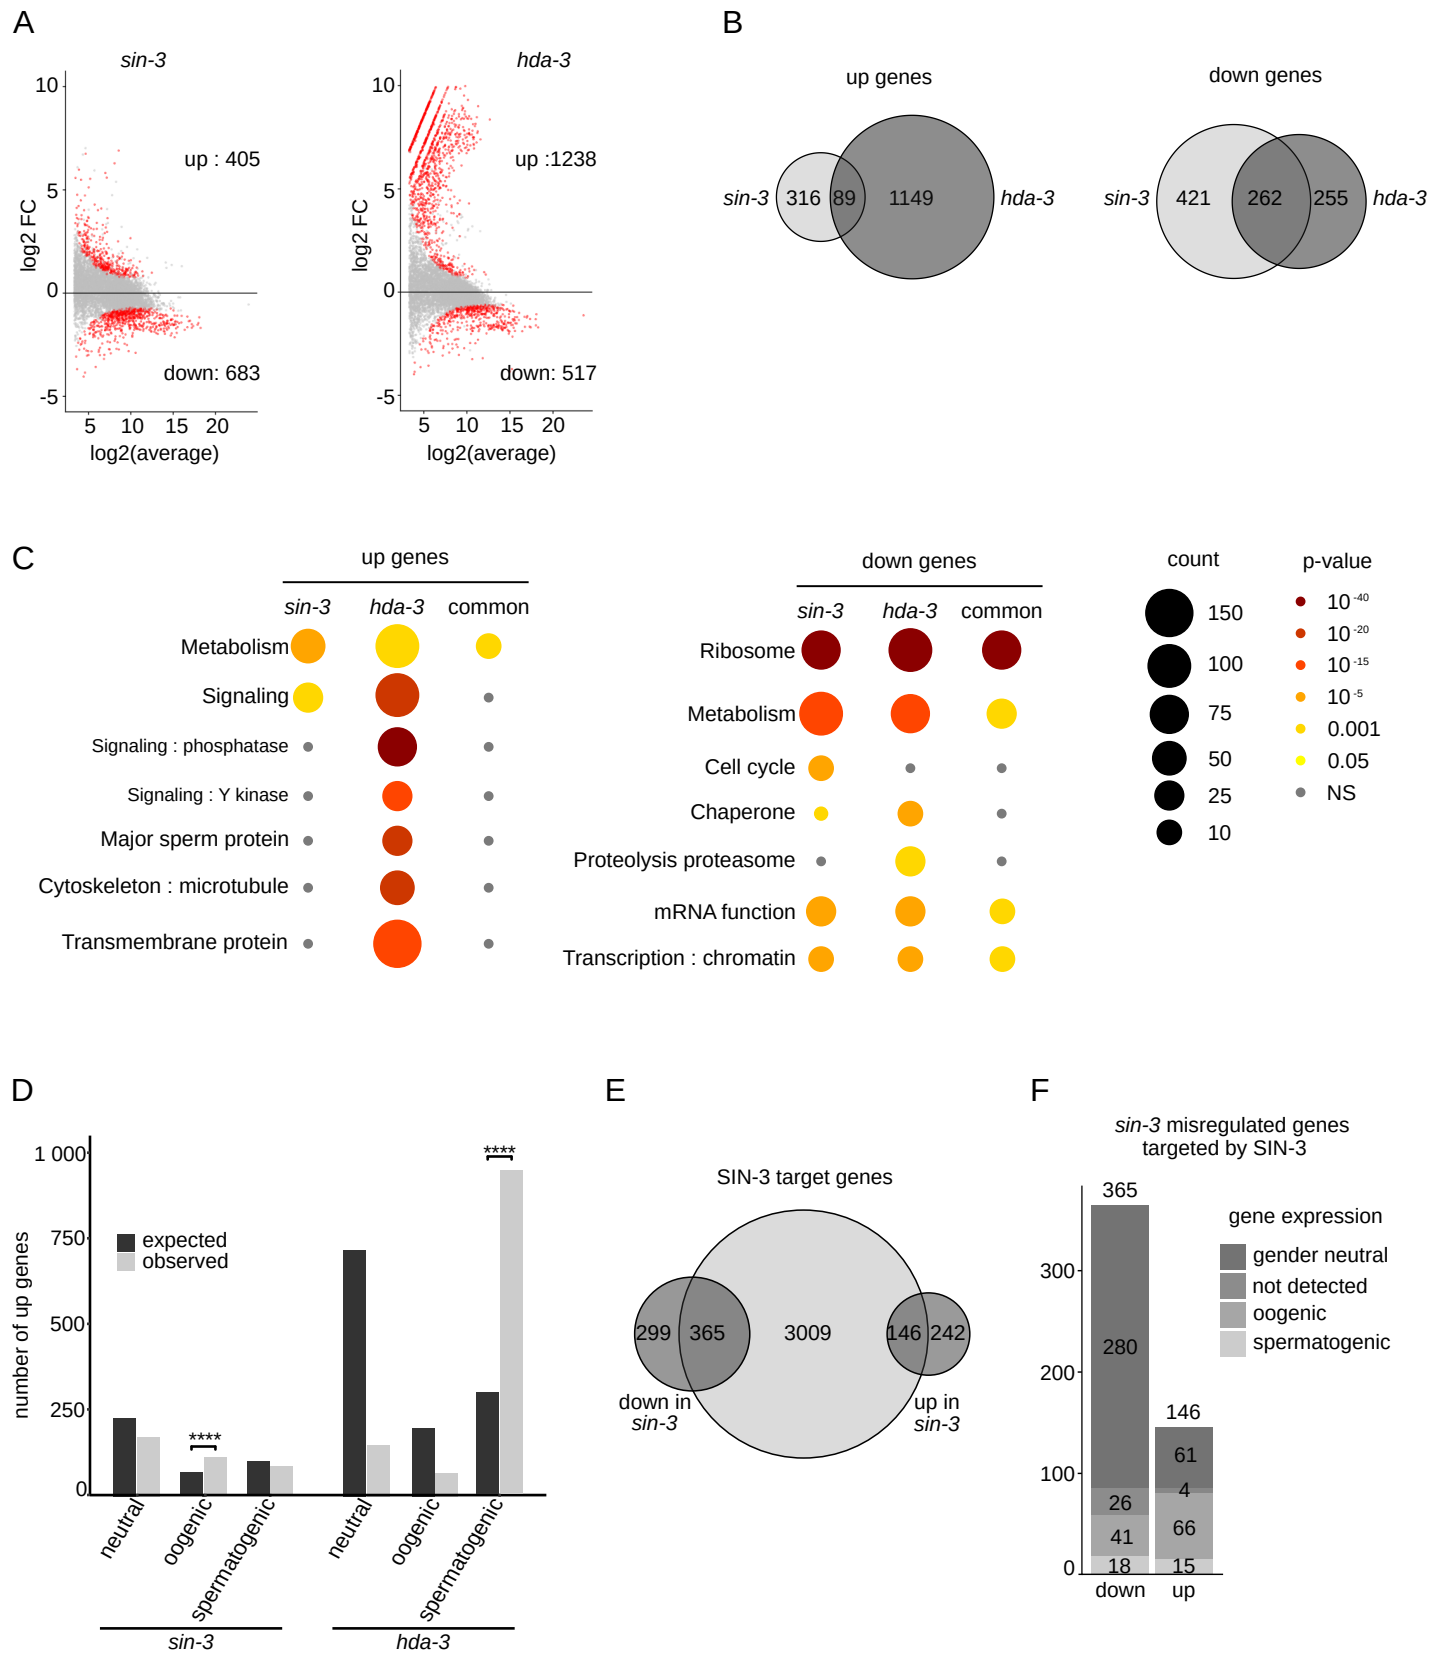 A
sin-3
10
5
0
-5
log2 FC
up : 405
down: 683
5 10 15 20
log2(average)
hda-3
10
5
0
-5
log2 FC
up :1238
down: 517
5 10 15 20
log2(average)
B
up genes
sin-3 316 89 1149 hda-3
down genes
sin-3 421 262 255 hda-3
C
up genes
sin-3 hda-3 common
Metabolism
Signaling
Signaling : phosphatase
Signaling : Y kinase
Major sperm protein
Cytoskeleton : microtubule
Transmembrane protein
down genes
sin-3 hda-3 common
Ribosome
Metabolism
Cell cycle
Chaperone
Proteolysis proteasome
mRNA function
Transcription : chromatin
count
150
100
75
50
25
10
p-value
10 -40
10 -20
10 -15
10 -5
0.001
0.05
NS
D
number of up genes
1 000
750
500
250
0
expected
observed
****
****
neutral
oogenic
spermatogenic
neutral
oogenic
spermatogenic
sin-3
hda-3
E
SIN-3 target genes
299 365 3009 146 242
down in
sin-3
up in
sin-3
F
sin-3 misregulated genes
targeted by SIN-3
300
200
100
0
365
280
26
41
18
146
61
4
66
15
down up
gene expression
gender neutral
not detected
oogenic
spermatogenic